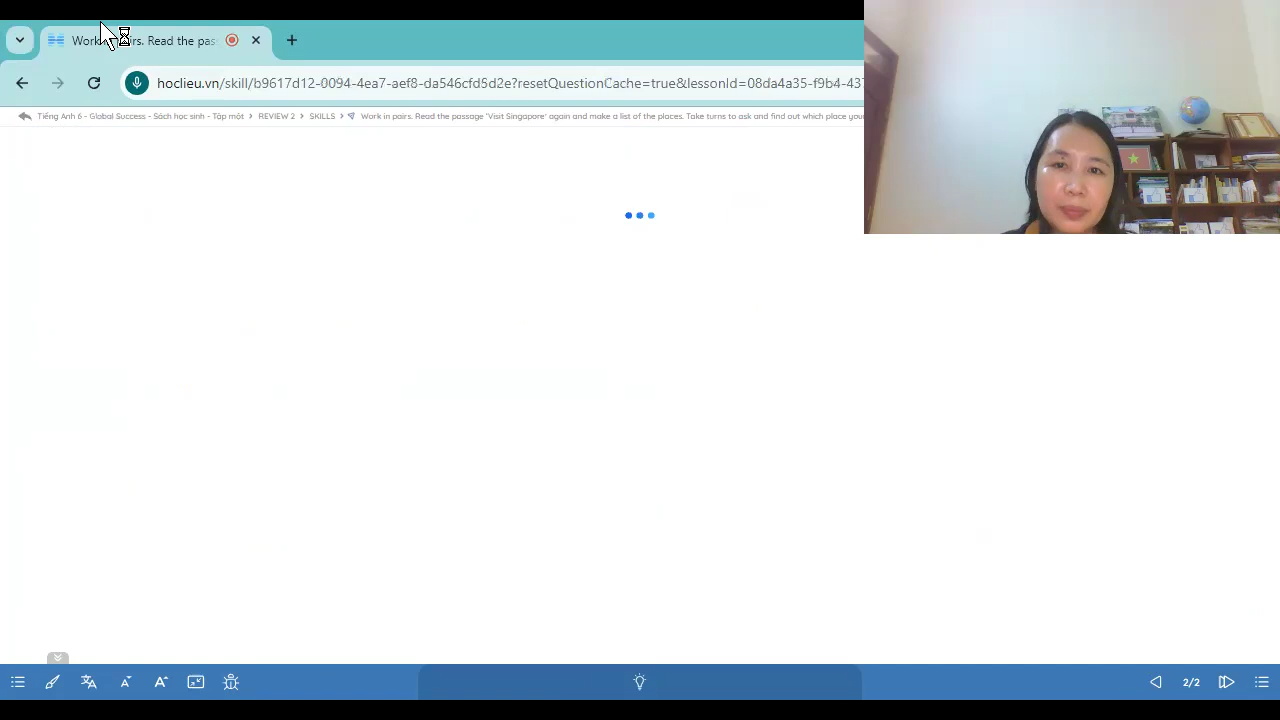 Work pairs. Read the pas
hoclieu.vn/skill/b9617d12-0094-4ea7-aef8-da546cfd5d2e?resetQuestionCache=true&lessonId=08da4a35-f9b4-437
Tiếng Anh 6 - Global Success - Sách học sinh - Tập một > REVIEW 2 > SKILLS > Work in pairs. Read the passage 'Visit Singapore' again and make a list of the places. Take turns to ask and find out which place your
2/2